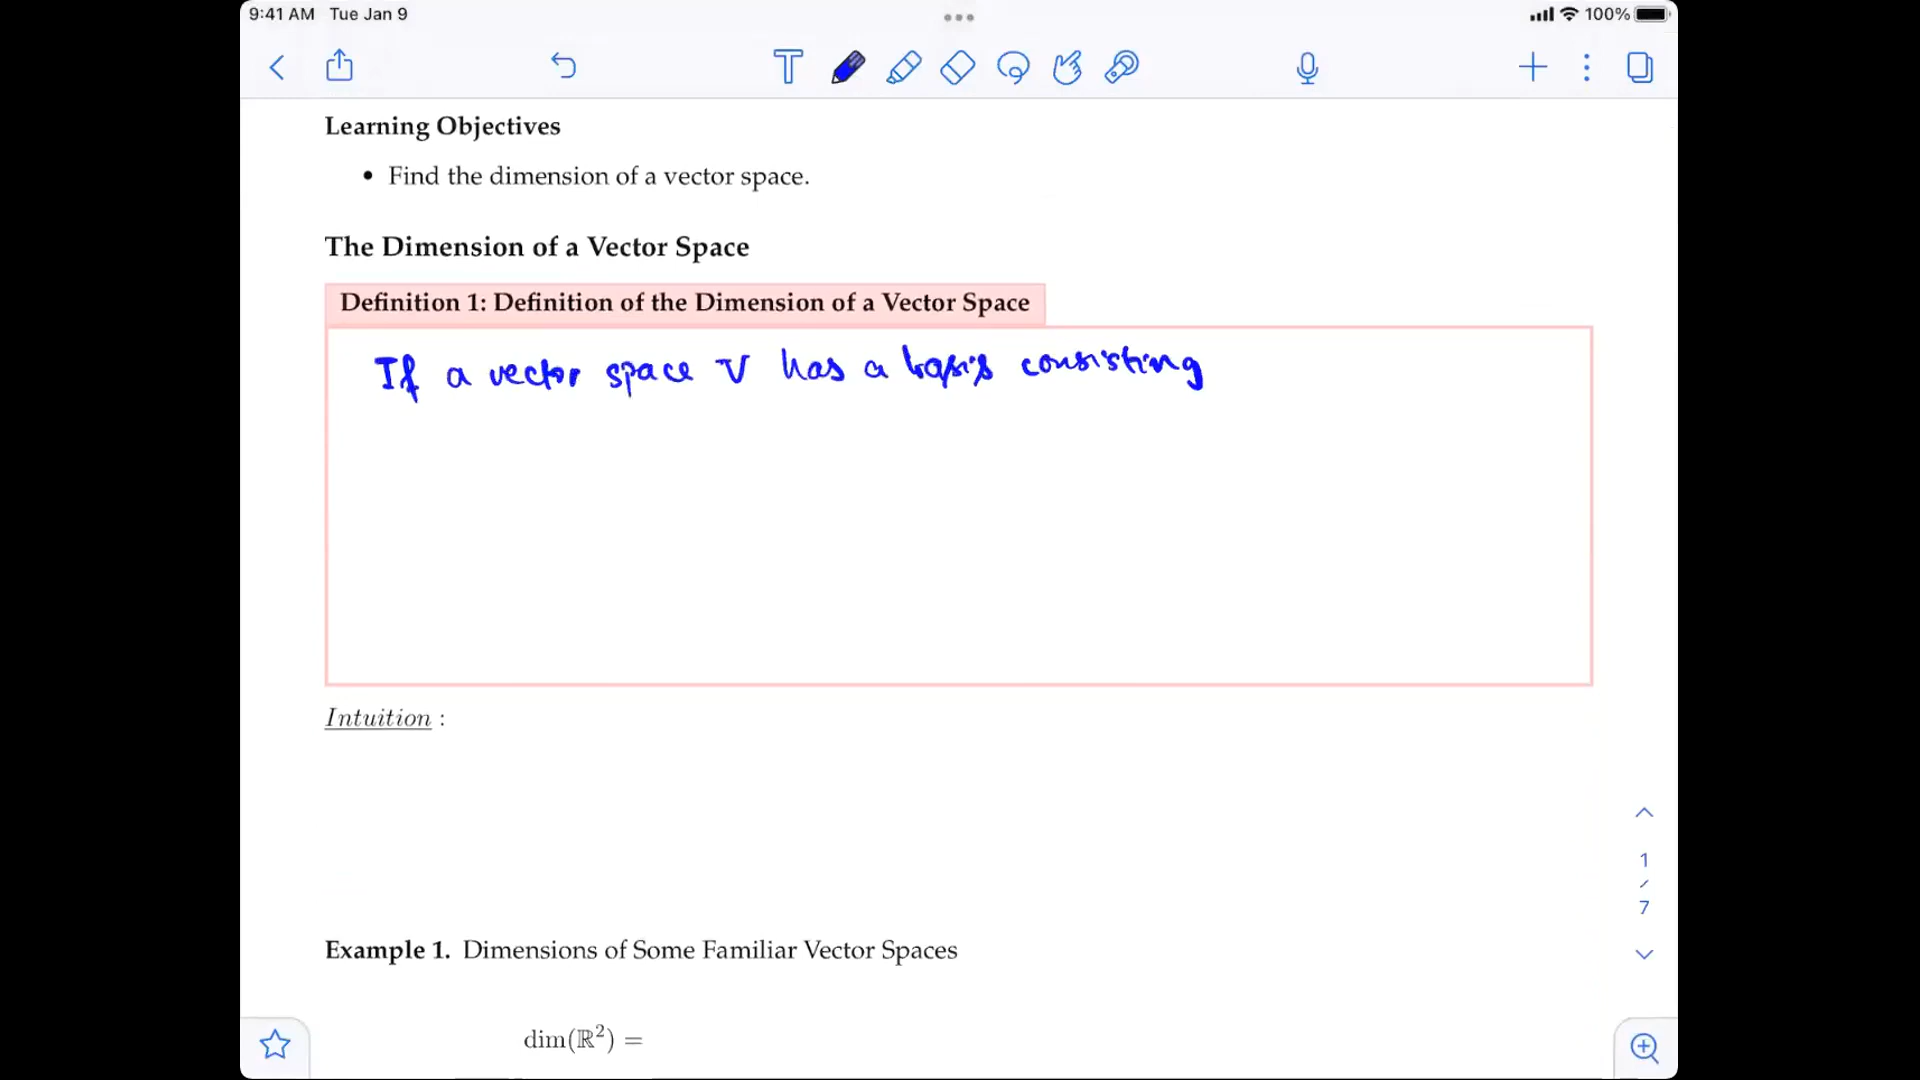 9:41 AM Tue Jan 9
100%
Learning Objectives
• Find the dimension of a vector space.
The Dimension of a Vector Space
Definition 1: Definition of the Dimension of a Vector Space
If a vector space V has a basis consisting
Intuition :
1
/
7
Example 1. Dimensions of Some Familiar Vector Spaces
dim(ℝ²) =